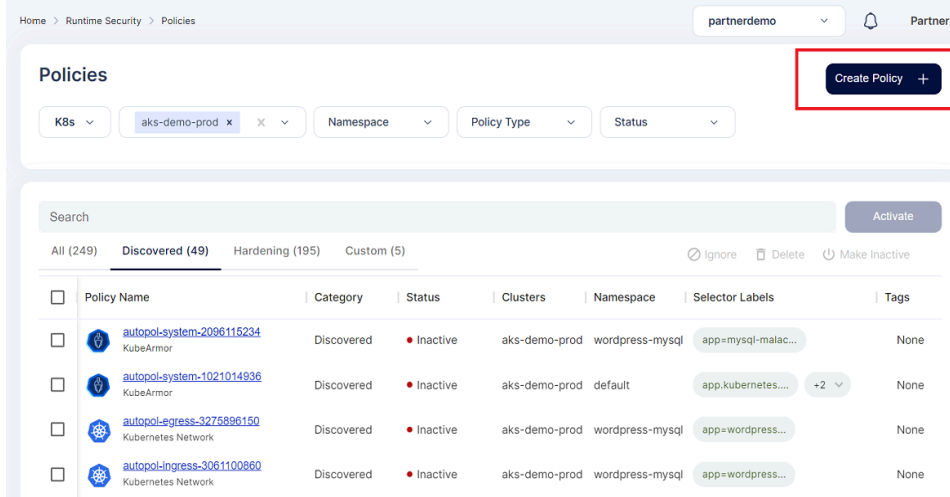 Home > Runtime Security > Policies partnerdemo Partner
Policies Create Policy +
K8s aks-demo-prod x Namespace Policy Type Status
Search Activate
All (249) Discovered (49) Hardening (195) Custom (5) Ignore Delete Make Inactive
Policy Name Category Status Clusters Namespace Selector Labels Tags
autopol-system-2096115234
KubeArmor
Discovered Inactive aks-demo-prod wordpress-mysql app=mysql-malac... None
autopol-system-1021014936
KubeArmor
Discovered Inactive aks-demo-prod default app.kubernetes.... +2 None
autopol-egress-3275896150
Kubernetes Network
Discovered Inactive aks-demo-prod wordpress-mysql app=wordpress... None
autopol-ingress-3061100860
Kubernetes Network
Discovered Inactive aks-demo-prod wordpress-mysql app=wordpress... None